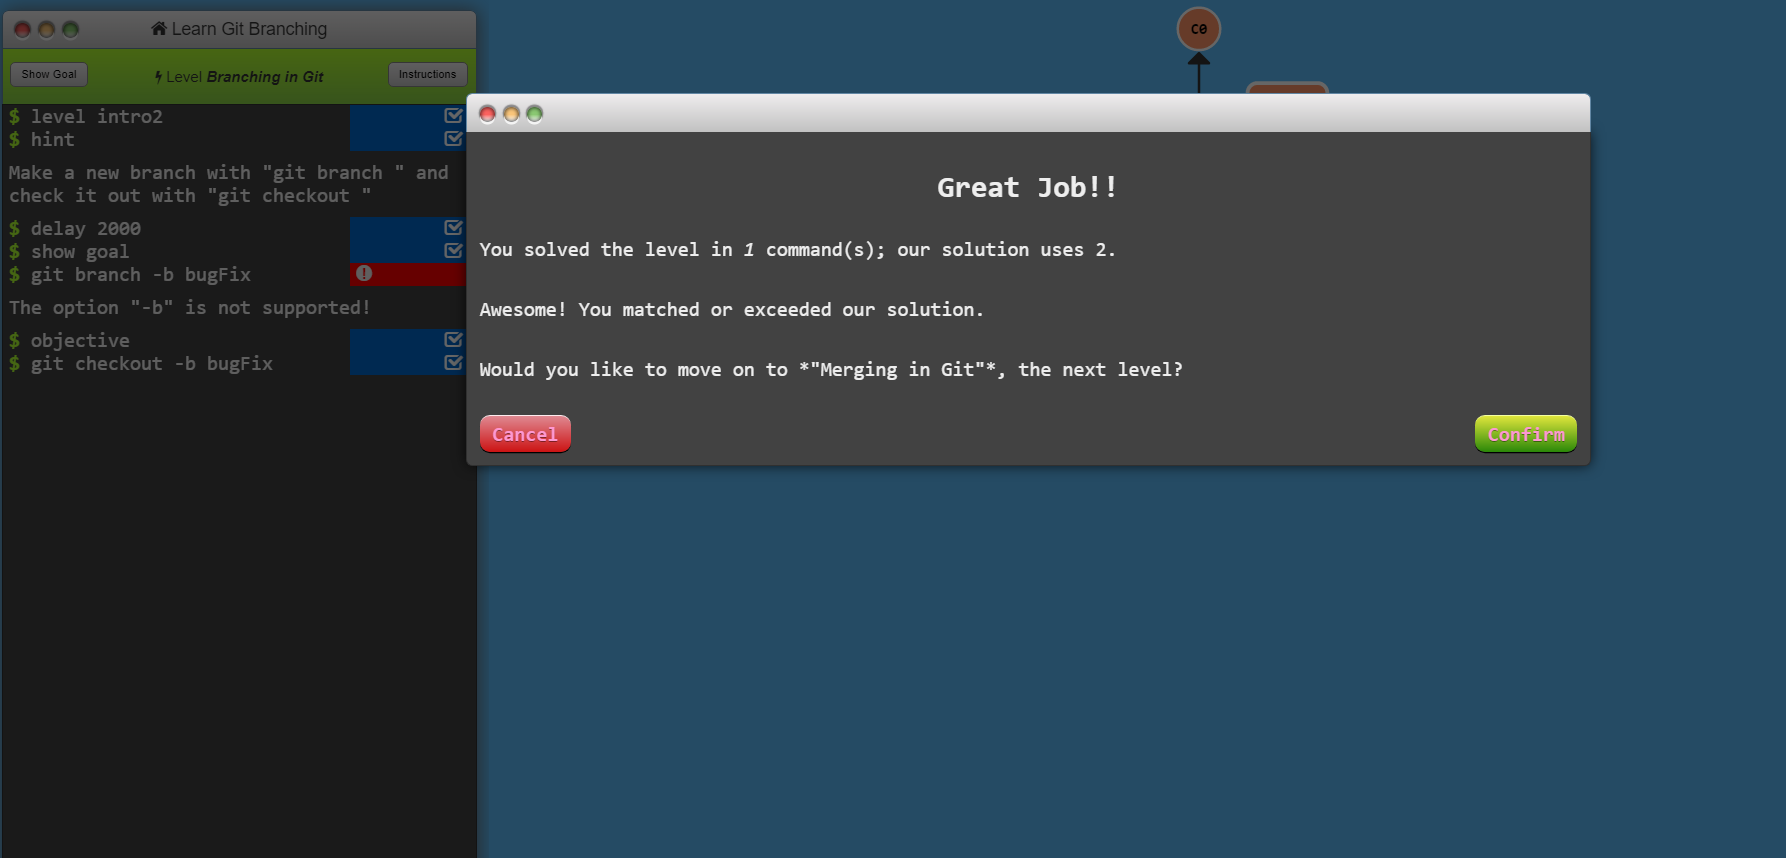 Learn Git Branching
Show Goal
Level Branching in Git
Instructions
$ level intro2
$ hint
Make a new branch with "git branch " and
check it out with "git checkout "
$ delay 2000
$ show goal
$ git branch -b bugFix
The option "-b" is not supported!
$ objective
$ git checkout -b bugFix
C0
Great Job!!
You solved the level in 1 command(s); our solution uses 2.
Awesome! You matched or exceeded our solution.
Would you like to move on to *"Merging in Git"*, the next level?
Cancel
Confirm